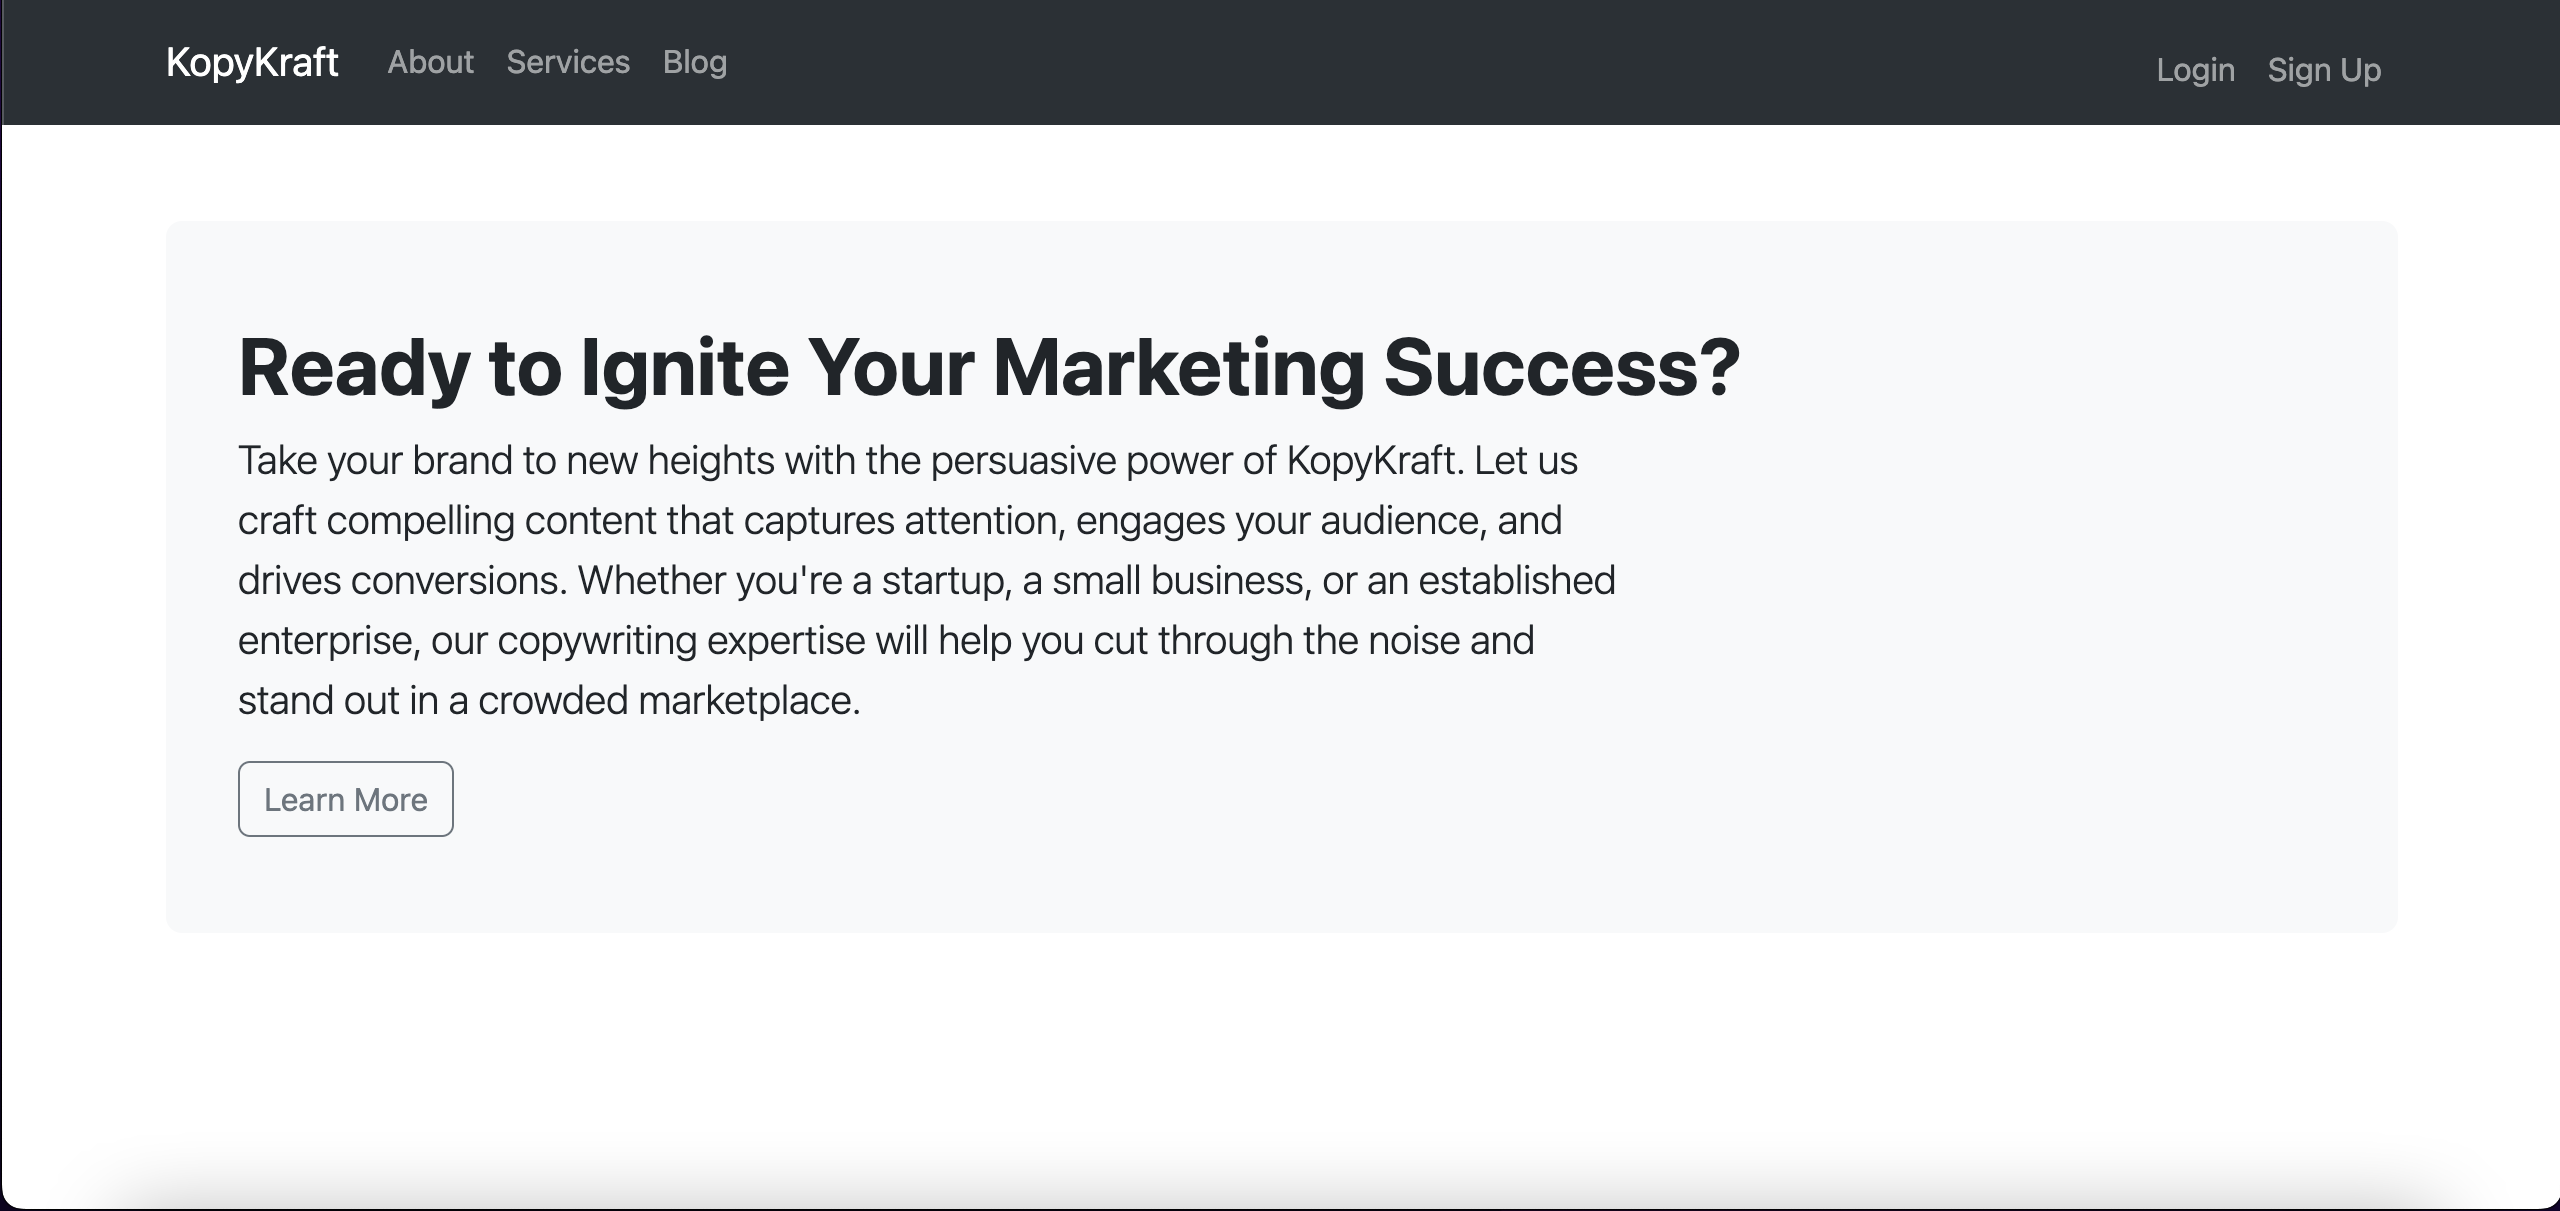 KopyKraft About Services Blog Login Sign Up
Ready to Ignite Your Marketing Success?
Take your brand to new heights with the persuasive power of KopyKraft. Let us
craft compelling content that captures attention, engages your audience, and
drives conversions. Whether you're a startup, a small business, or an established
enterprise, our copywriting expertise will help you cut through the noise and
stand out in a crowded marketplace.
Learn More